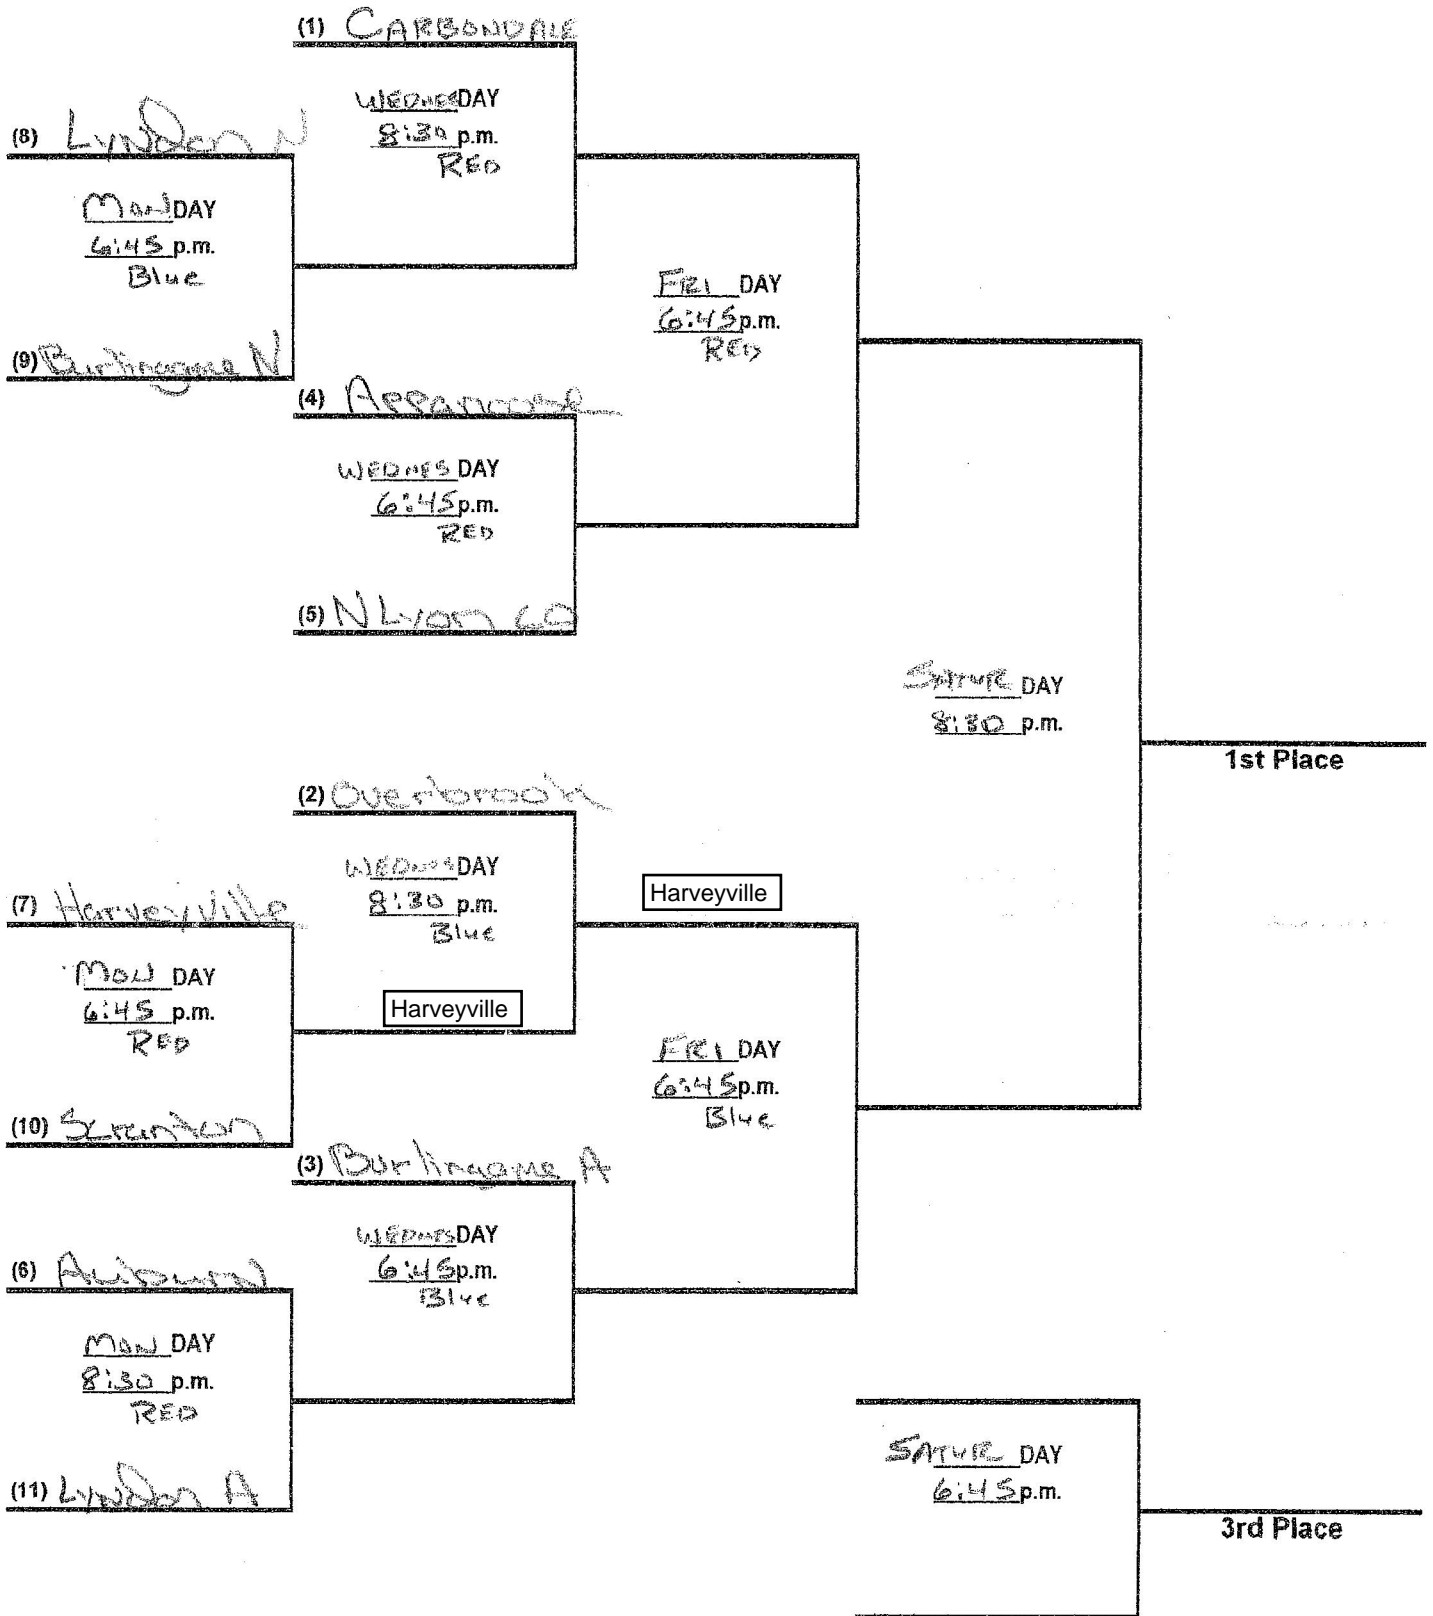 (1) CARBONDALE
WEDNESDAY
8:30 p.m.
RED
(8) Lyndon N
MONDAY
6:45 p.m.
Blue
(9) Burlingame N
FRI DAY
6:45 p.m.
RED
(4) Appanoose
WEDNES DAY
6:45 p.m.
RED
(5) N Lyon CO
SATUR DAY
8:30 p.m.
1st Place
(2) Overbrook
WEDNESDAY
8:30 p.m.
Blue
Harveyville
(7) Harveyville
MON DAY
6:45 p.m.
RED
Harveyville
(10) Scranton
FRI DAY
6:45 p.m.
Blue
(3) Burlingame A
WEDNESDAY
6:45 p.m.
Blue
(6) Auburn
MON DAY
8:30 p.m.
RED
(11) Lyndon A
SATUR DAY
6:45 p.m.
3rd Place